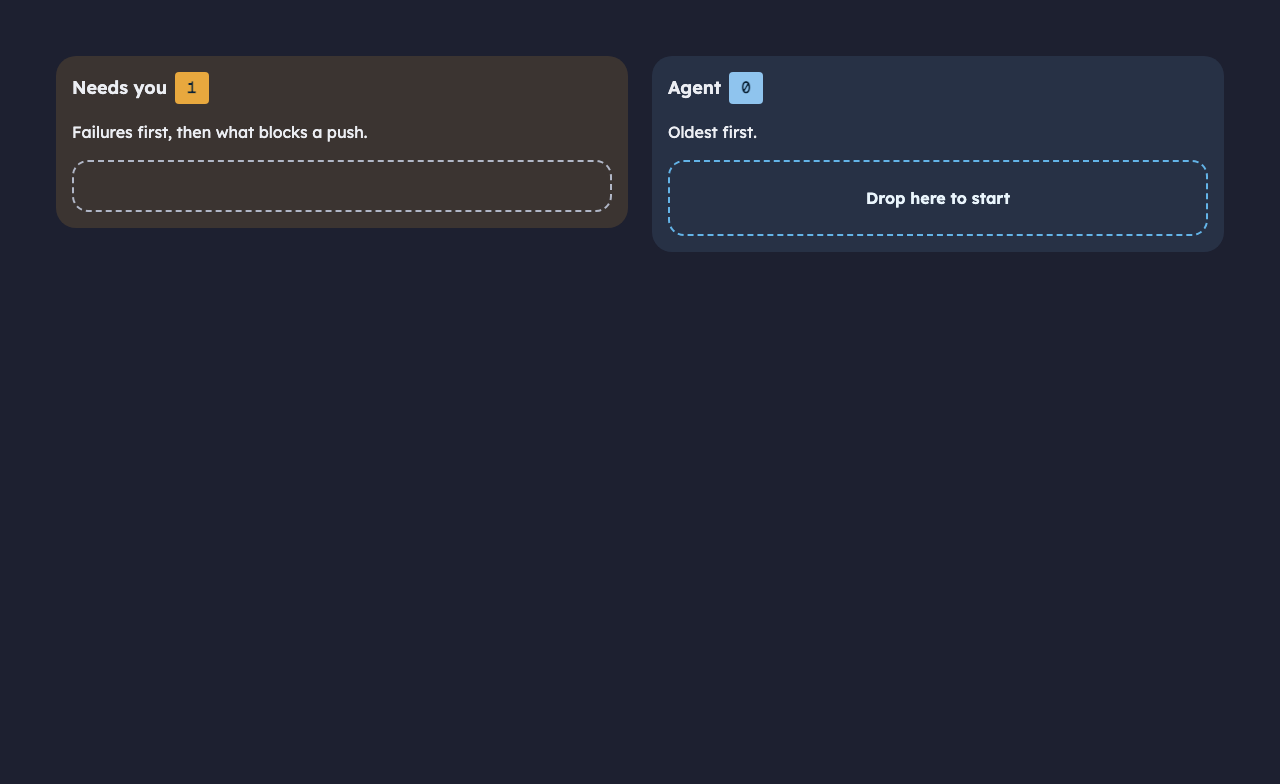 Needs you 1
Failures first, then what blocks a push.
Agent 0
Oldest first.
Drop here to start